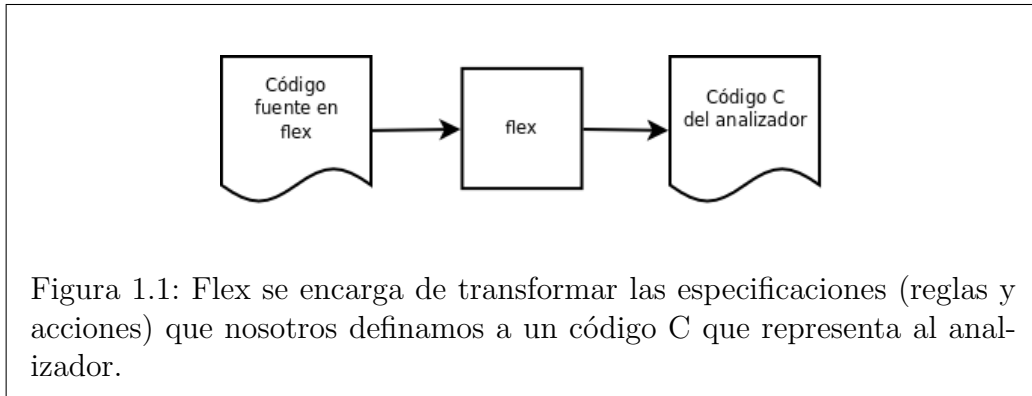 Código
fuente en
flex
flex
Código C
del analizador
Figura 1.1: Flex se encarga de transformar las especificaciones (reglas y
acciones) que nosotros definamos a un código C que representa al anal-
izador.